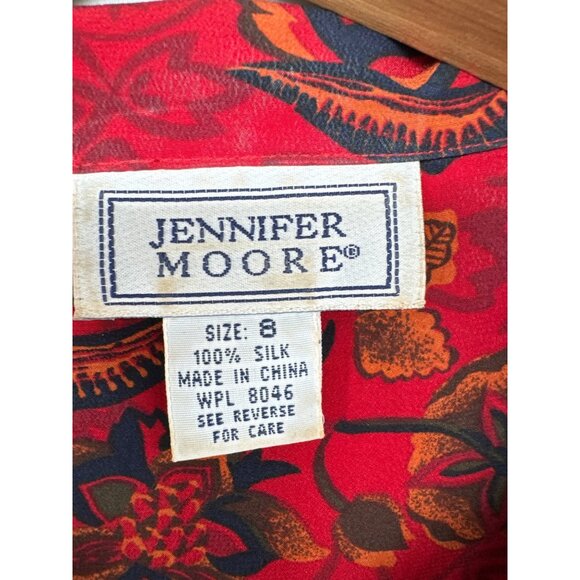 JENNIFER
MOORE®
SIZE: 8
100% SILK
MADE IN CHINA
WPL 8046
SEE REVERSE
FOR CARE